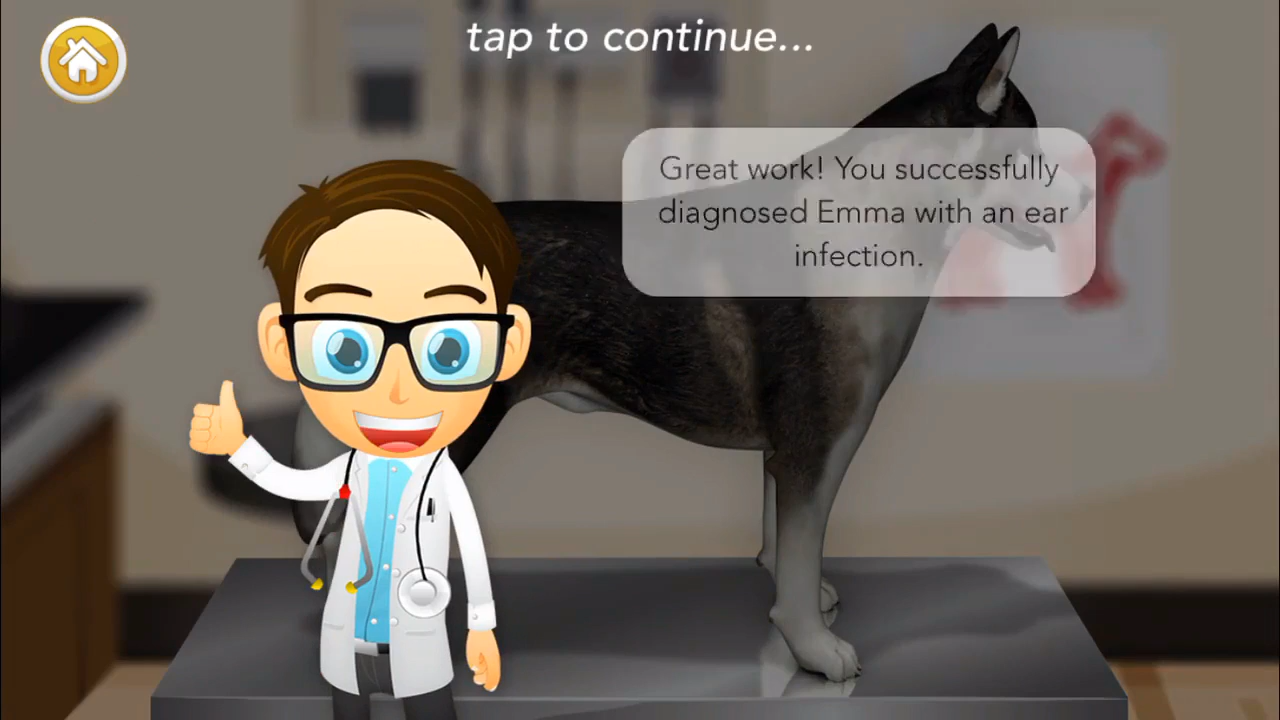 tap to continue...
Great work! You successfully
diagnosed Emma with an ear
infection.